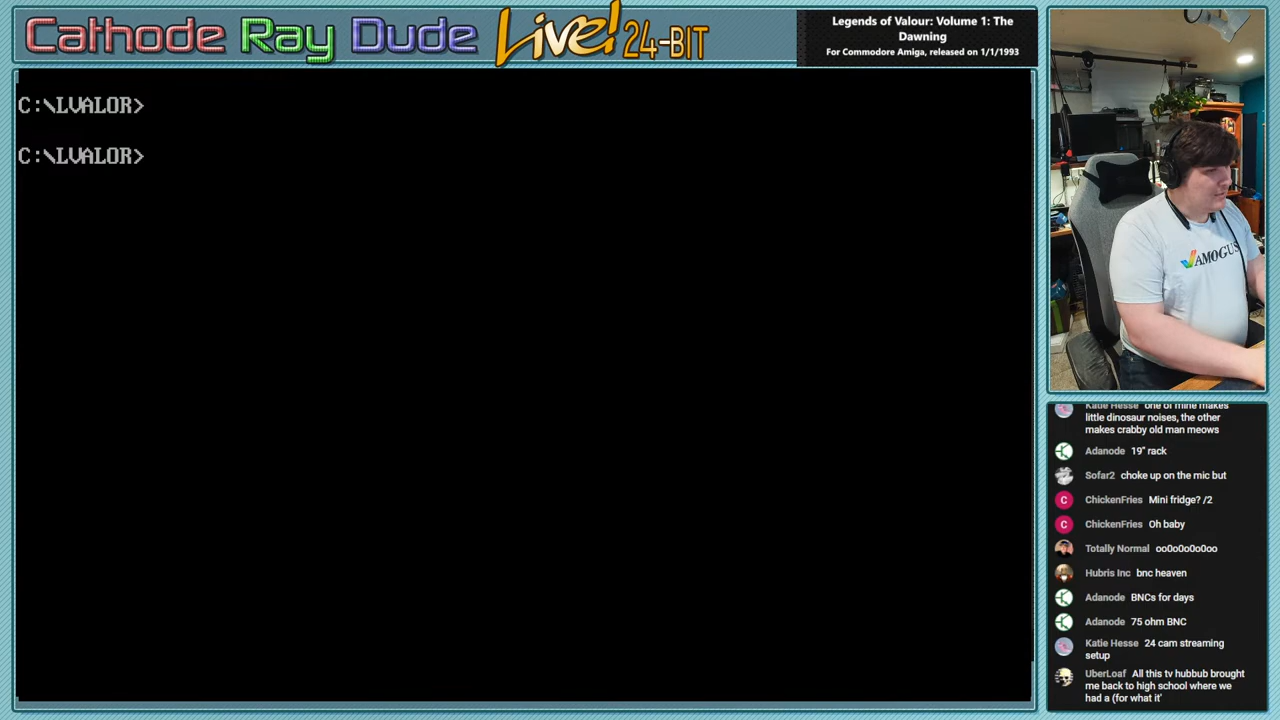 Cathode Ray Dude Live! 24-BIT
Legends of Valour: Volume 1: The
Dawning
For Commodore Amiga, released on 1/1/1993
C:\LVALOR>
C:\LVALOR>
AMOGUS
Katie Hesse one of mine makes
little dinosaur noises, the other
makes crabby old man meows
Adanode 19" rack
Sofar2 choke up on the mic but
C ChickenFries Mini fridge? /2
C ChickenFries Oh baby
Totally Normal oo0o0o0o0oo
Hubris Inc bnc heaven
Adanode BNCs for days
Adanode 75 ohm BNC
Katie Hesse 24 cam streaming
setup
UberLoaf All this tv hubbub brought
me back to high school where we
had a (for what it'